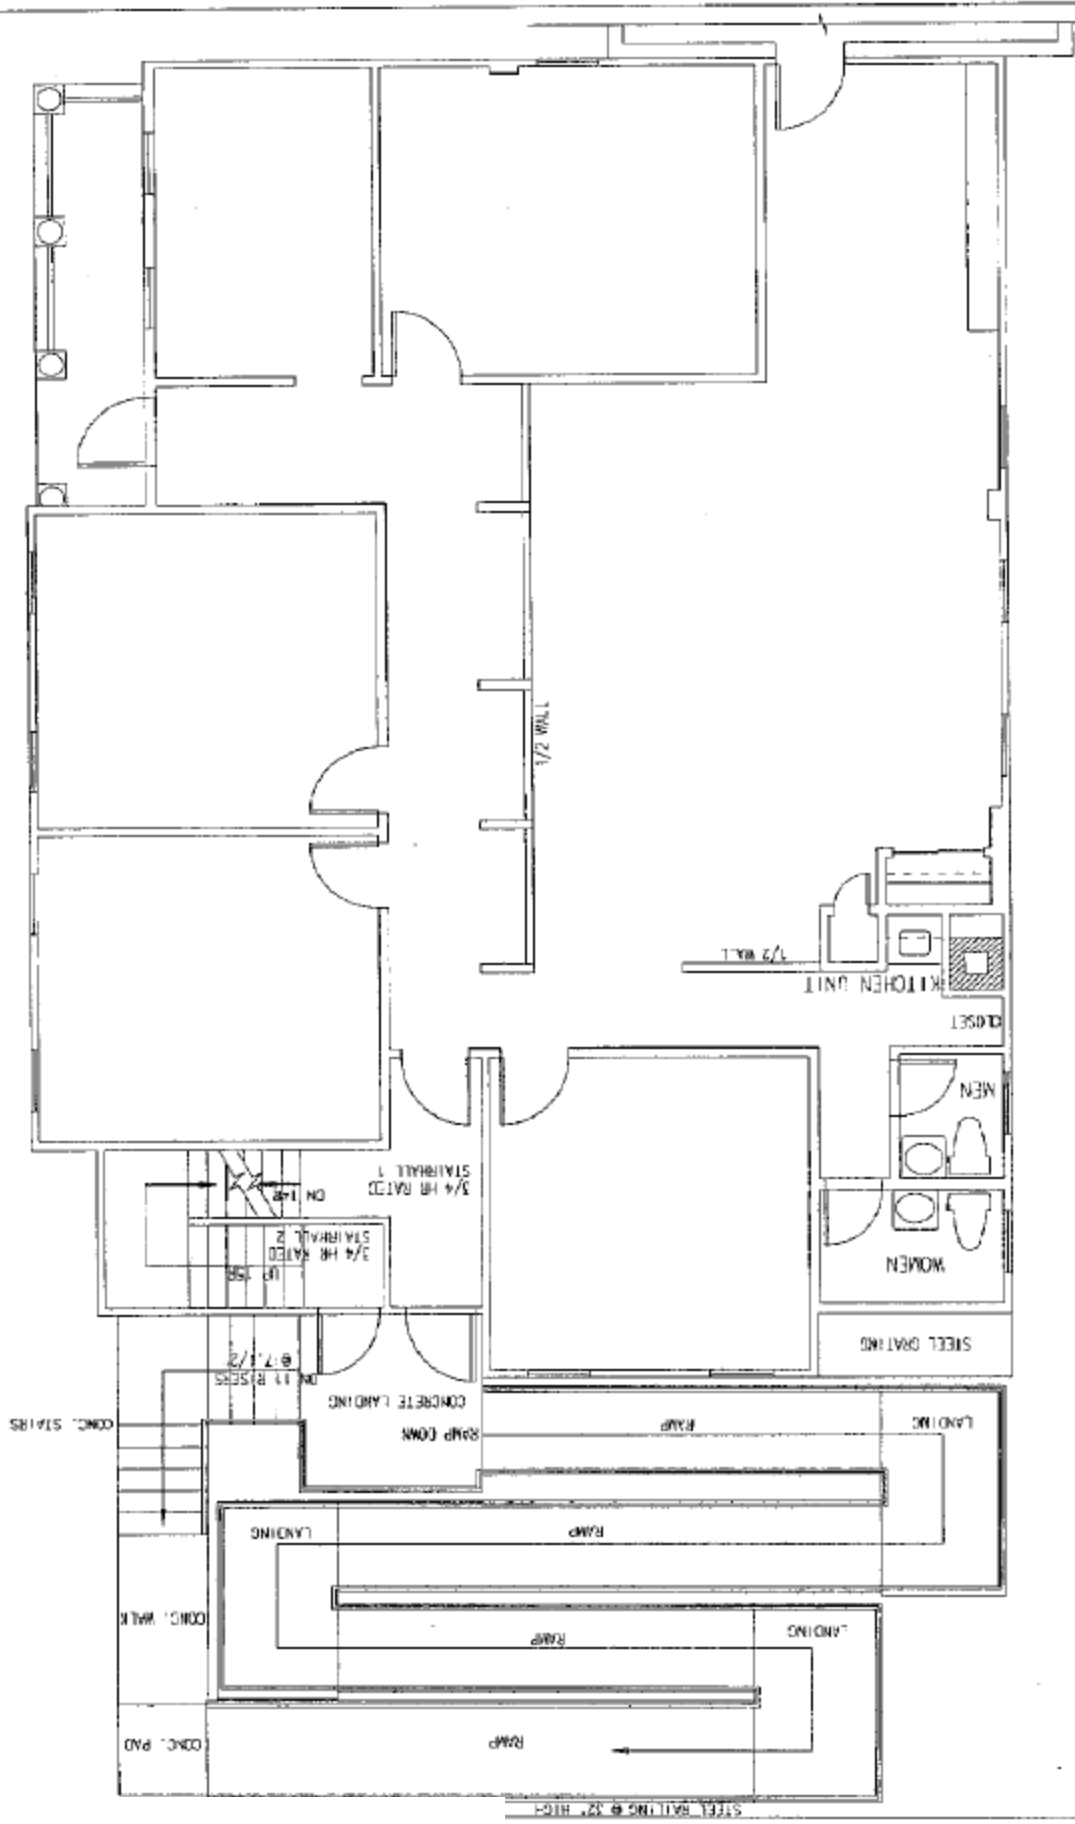 1/2 WALL
1/2 WALL
KITCHEN UNIT
CLOSET
MEN
3/4 HR RATED
STAIRHALL 1
DN 14R
3/4 HR RATED
STAIRHALL 2
UP 15R
WOMEN
STEEL GRATING
DN 11 RISERS
@ 7.1/2
CONCRETE LANDING
CONC. STAIRS
RAMP DOWN
RAMP
LANDING
LANDING
RAMP
CONC. WALK
RAMP
LANDING
CONC. PAD
RAMP
STEEL RAILING @ 32" HIGH